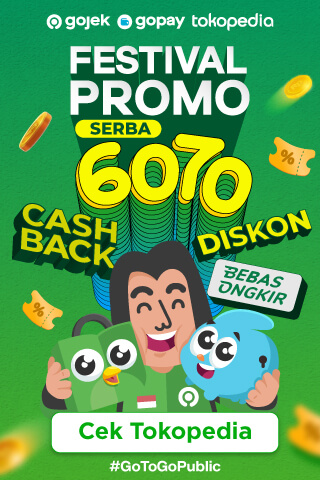 gojek gopay tokopedia
FESTIVAL
PROMO
SERBA
6070
CASH
BACK
DISKON
BEBAS
ONGKIR
Cek Tokopedia
#GoToGoPublic